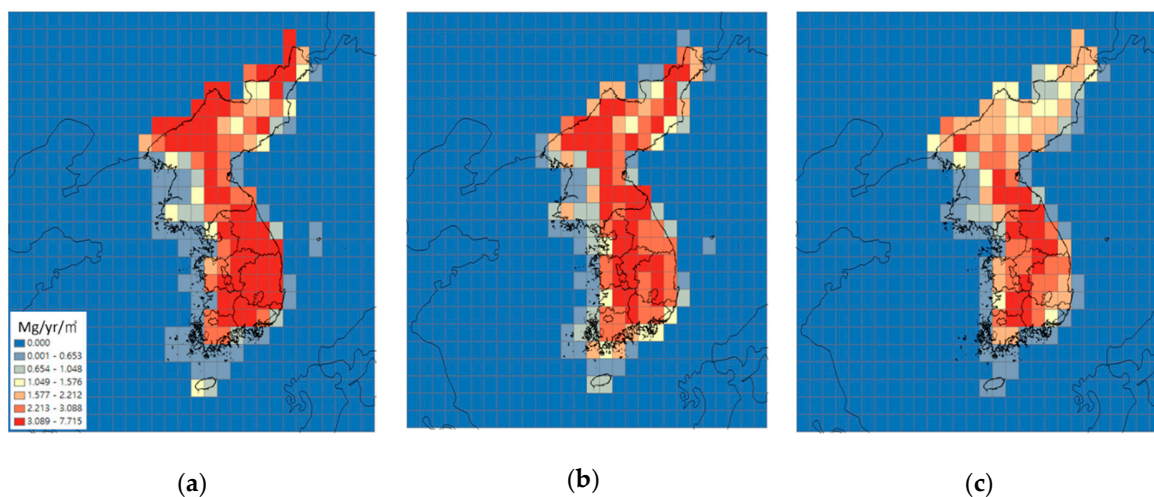 Mg/yr/㎡
0.000
0.001 - 0.653
0.654 - 1.048
1.049 - 1.576
1.577 - 2.212
2.213 - 3.088
3.089 - 7.715
(a) (b) (c)